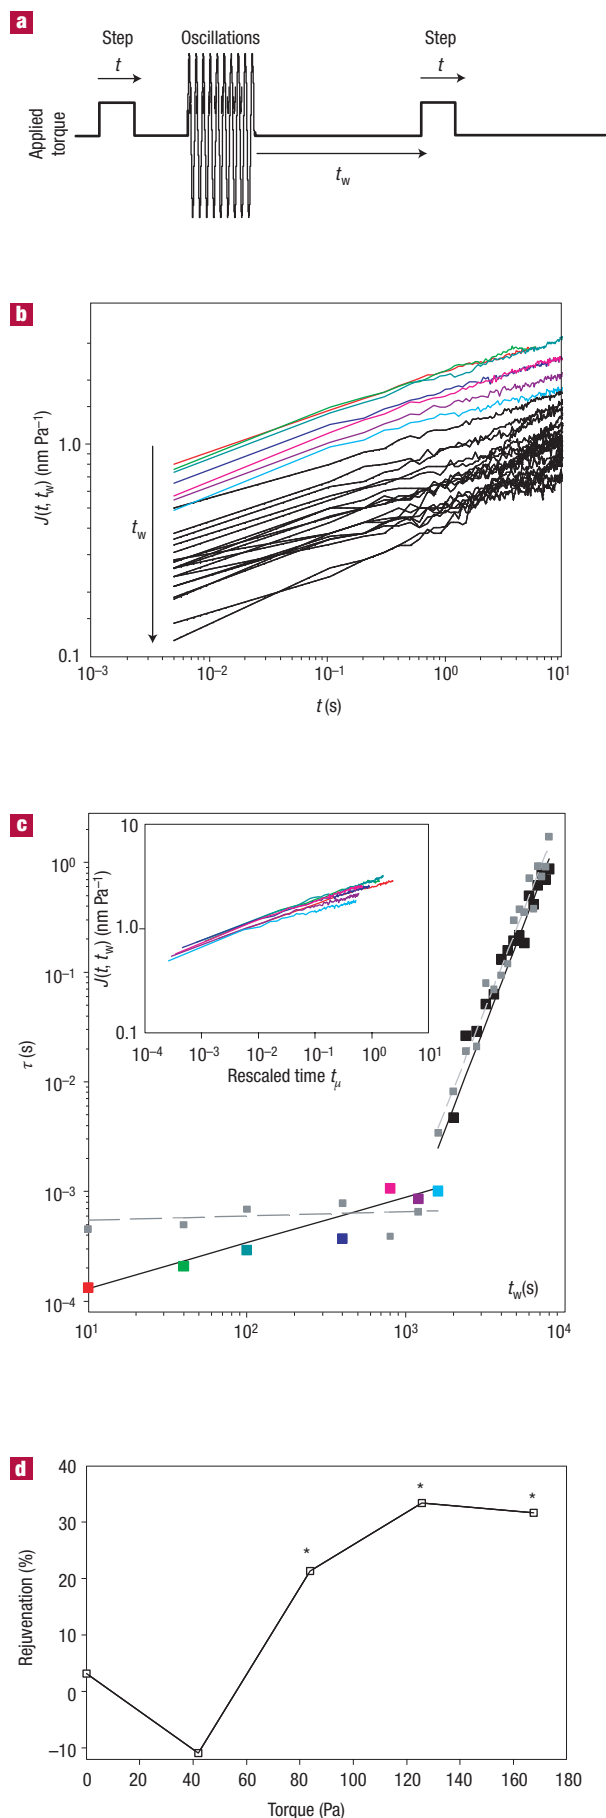 a
Step
Oscillations
Step
t
t
Applied
torque
t_w
b
J(t, t_w) (nm Pa⁻¹)
1.0
0.1
t_w
10⁻³ 10⁻² 10⁻¹ 10⁰ 10¹
t (s)
c
10
1.0
0.1
J(t, t_w) (nm Pa⁻¹)
10⁻⁴ 10⁻³ 10⁻² 10⁻¹ 10⁰ 10¹
Rescaled time t_μ
10⁰
10⁻¹
10⁻²
10⁻³
10⁻⁴
τ (s)
t_w(s)
10¹ 10² 10³ 10⁴
d
40
30
20
10
0
–10
Rejuvenation (%)
* * *
0 20 40 60 80 100 120 140 160 180
Torque (Pa)